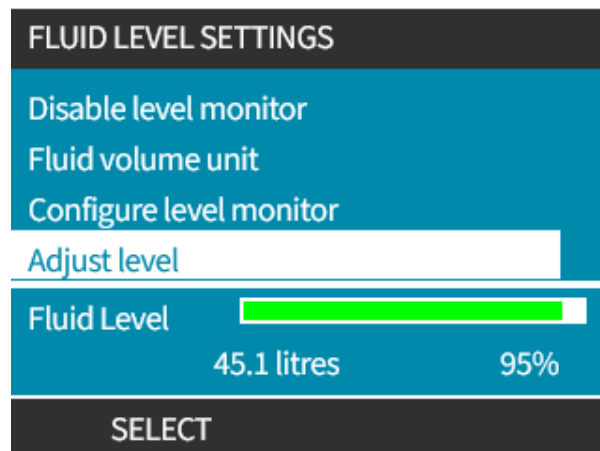 FLUID LEVEL SETTINGS
Disable level monitor
Fluid volume unit
Configure level monitor
Adjust level
Fluid Level
45.1 litres 95%
SELECT